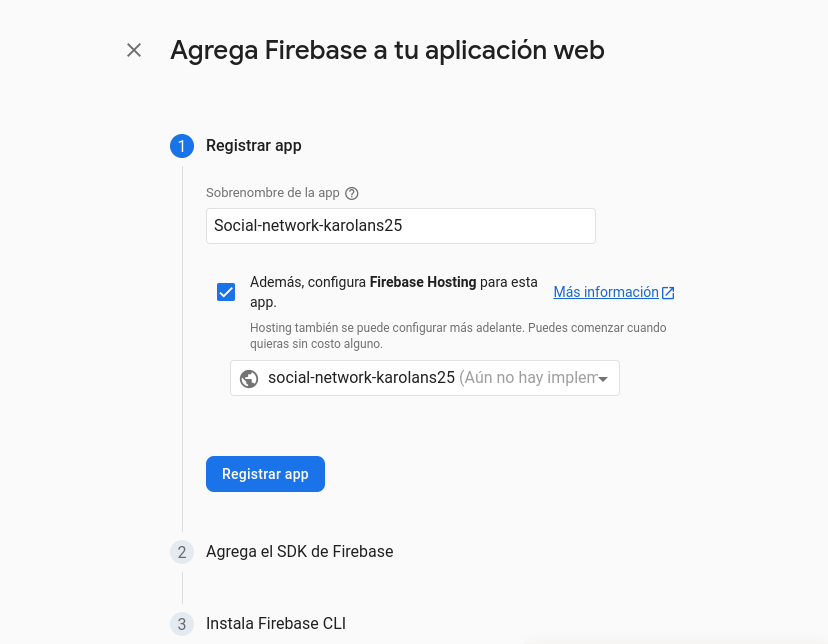 Agrega Firebase a tu aplicación web
1 Registrar app
Sobrenombre de la app
Social-network-karolans25
Además, configura Firebase Hosting para esta
app.
Más información
Hosting también se puede configurar más adelante. Puedes comenzar cuando
quieras sin costo alguno.
social-network-karolans25 (Aún no hay implem
Registrar app
2 Agrega el SDK de Firebase
3 Instala Firebase CLI